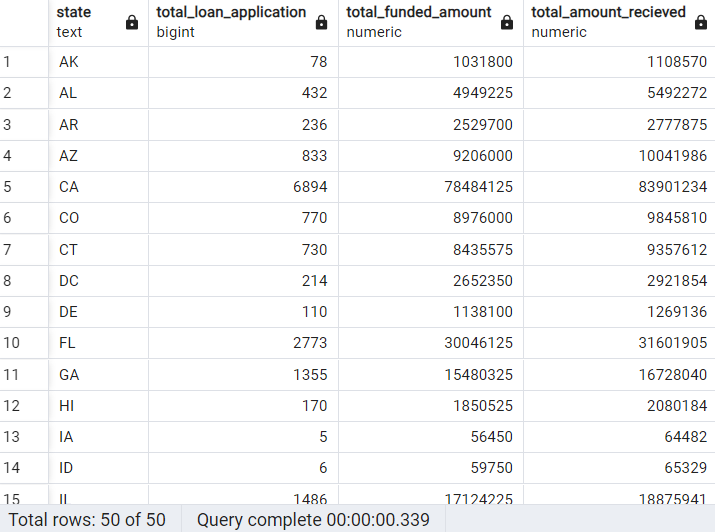 state total_loan_application total_funded_amount total_amount_recieved
text bigint numeric numeric
1 AK 78 1031800 1108570
2 AL 432 4949225 5492272
3 AR 236 2529700 2777875
4 AZ 833 9206000 10041986
5 CA 6894 78484125 83901234
6 CO 770 8976000 9845810
7 CT 730 8435575 9357612
8 DC 214 2652350 2921854
9 DE 110 1138100 1269136
10 FL 2773 30046125 31601905
11 GA 1355 15480325 16728040
12 HI 170 1850525 2080184
13 IA 5 56450 64482
14 ID 6 59750 65329
15 IL 1486 17124225 18875941
Total rows: 50 of 50 Query complete 00:00:00.339